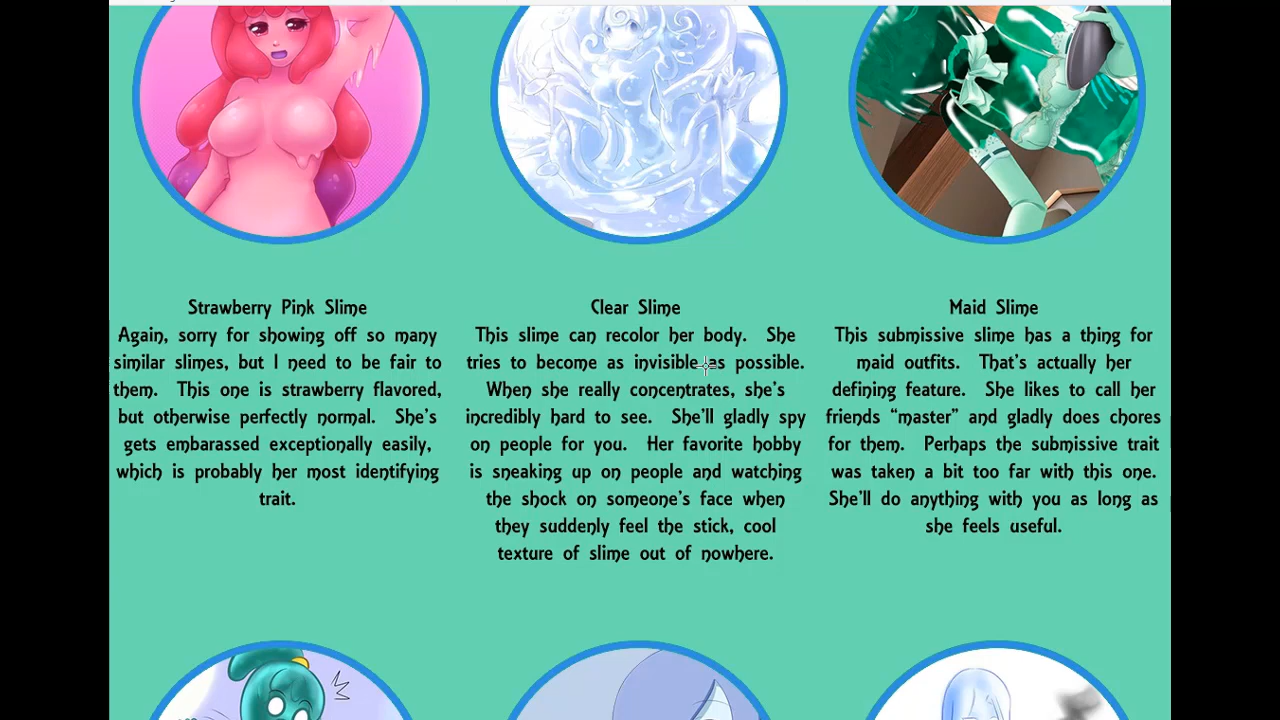 Strawberry Pink Slime
Again, sorry for showing off so many
similar slimes, but I need to be fair to
them. This one is strawberry flavored,
but otherwise perfectly normal. She's
gets embarassed exceptionally easily,
which is probably her most identifying
trait.
Clear Slime
This slime can recolor her body. She
tries to become as invisible as possible.
When she really concentrates, she's
incredibly hard to see. She'll gladly spy
on people for you. Her favorite hobby
is sneaking up on people and watching
the shock on someone's face when
they suddenly feel the stick, cool
texture of slime out of nowhere.
Maid Slime
This submissive slime has a thing for
maid outfits. That's actually her
defining feature. She likes to call her
friends "master" and gladly does chores
for them. Perhaps the submissive trait
was taken a bit too far with this one.
She'll do anything with you as long as
she feels useful.